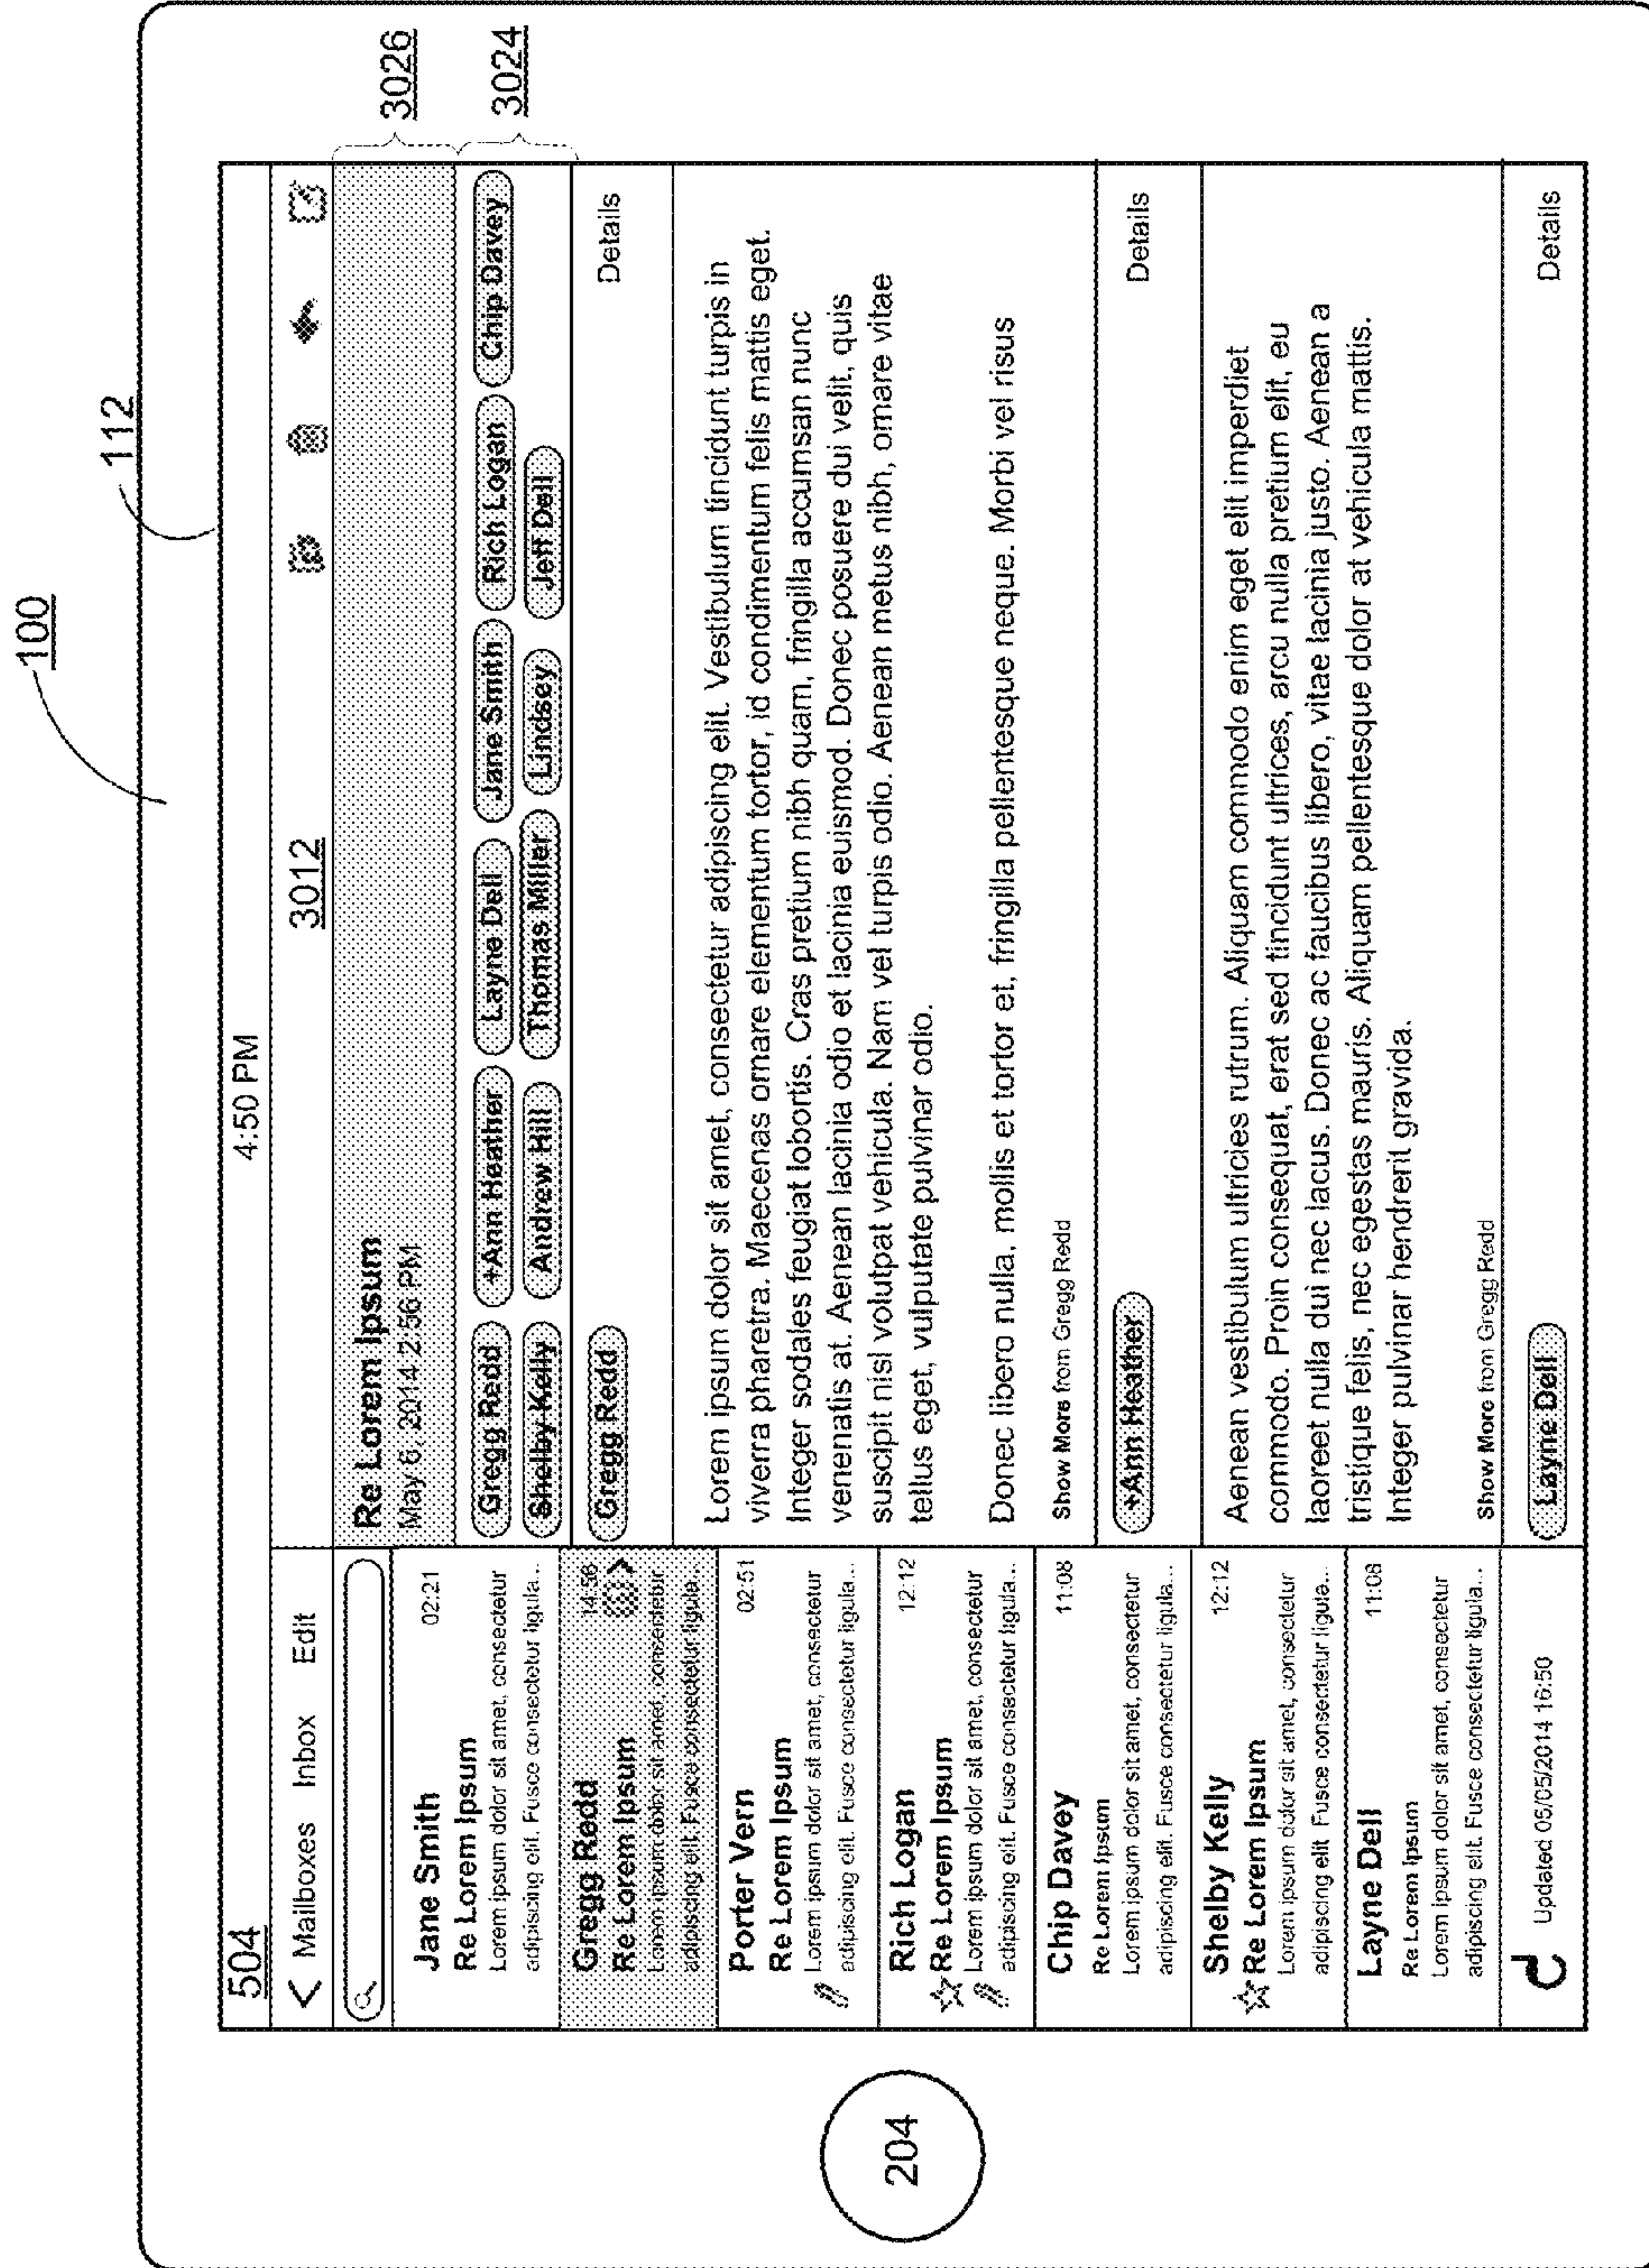 100
112
504
4:50 PM
< Mailboxes Inbox Edit
3012
Jane Smith 02:21
Re Lorem Ipsum
Lorem ipsum dolor sit amet, consectetur
adipiscing elit. Fusce consectetur ligula...
Gregg Redd 14:56
Re Lorem Ipsum
Lorem ipsum dolor sit amet, consectetur
adipiscing elit. Fusce consectetur ligula...
Porter Vern 02:51
Re Lorem Ipsum
Lorem ipsum dolor sit amet, consectetur
adipiscing elit. Fusce consectetur ligula...
Rich Logan 12:12
Re Lorem Ipsum
Lorem ipsum dolor sit amet, consectetur
adipiscing elit. Fusce consectetur ligula...
Chip Davey 11:08
Re Lorem Ipsum
Lorem ipsum dolor sit amet, consectetur
adipiscing elit. Fusce consectetur ligula...
Shelby Kelly 12:12
Re Lorem Ipsum
Lorem ipsum dolor sit amet, consectetur
adipiscing elit. Fusce consectetur ligula...
Layne Dell 11:08
Re Lorem Ipsum
Lorem ipsum dolor sit amet, consectetur
adipiscing elit. Fusce consectetur ligula...
Updated 05/05/2014 16:50
Re Lorem Ipsum
May 6, 2014 2:56 PM
3026
Gregg Redd +Ann Heather Layne Dell Jane Smith Rich Logan Chip Davey
Shelby Kelly Andrew Hill Thomas Miller Lindsey Jeff Dell
3024
Gregg Redd Details
Lorem ipsum dolor sit amet, consectetur adipiscing elit. Vestibulum tincidunt turpis in
viverra pharetra. Maecenas ornare elementum tortor, id condimentum felis mattis eget.
Integer sodales feugiat lobortis. Cras pretium nibh quam, fringilla accumsan nunc
venenatis at. Aenean lacinia odio et lacinia euismod. Donec posuere dui velit, quis
suscipit nisl volutpat vehicula. Nam vel turpis odio. Aenean metus nibh, ornare vitae
tellus eget, vulputate pulvinar odio.
Donec libero nulla, mollis et tortor et, fringilla pellentesque neque. Morbi vel risus
Show More from Gregg Redd
+Ann Heather Details
Aenean vestibulum ultricies rutrum. Aliquam commodo enim eget elit imperdiet
commodo. Proin consequat, erat sed tincidunt ultrices, arcu nulla pretium elit, eu
laoreet nulla dui nec lacus. Donec ac faucibus libero, vitae lacinia justo. Aenean a
tristique felis, nec egestas mauris. Aliquam pellentesque dolor at vehicula mattis.
Integer pulvinar hendrerit gravida.
Show More from Gregg Redd
Layne Dell Details
204